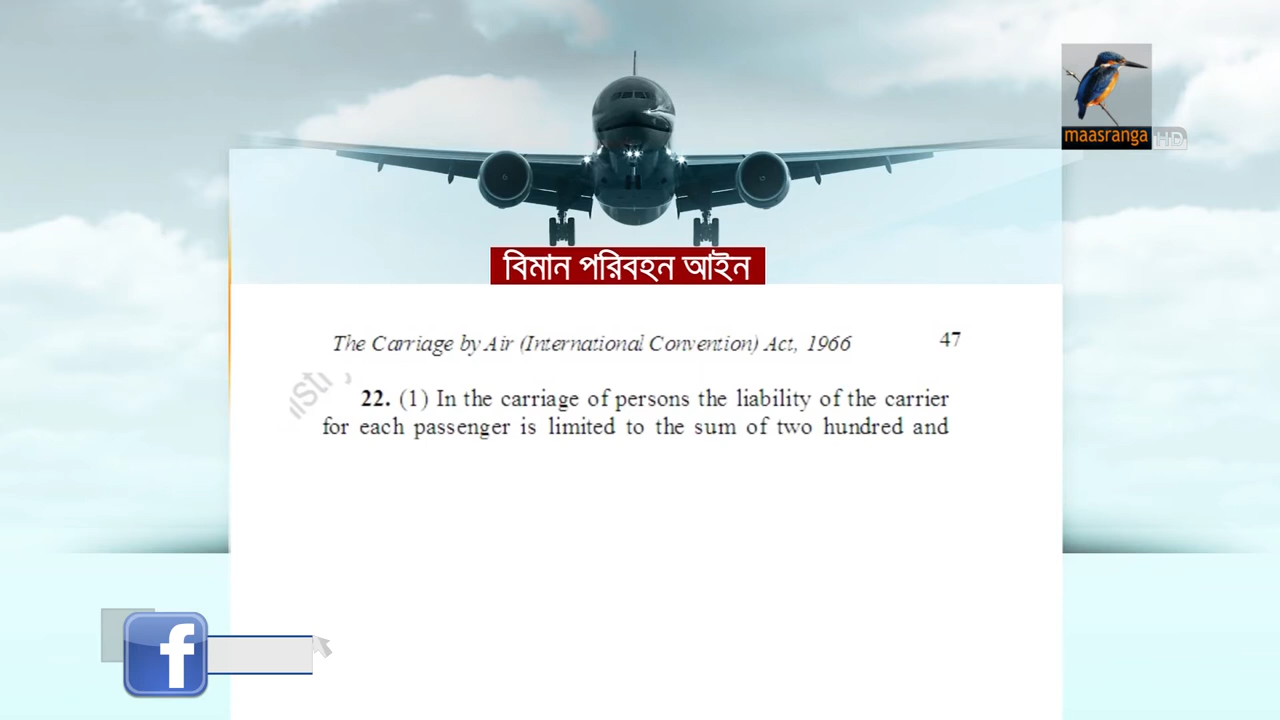 maasranga HD
বিমান পরিবহন আইন
The Carriage by Air (International Convention) Act, 1966 47
22. (1) In the carriage of persons the liability of the carrier
for each passenger is limited to the sum of two hundred and
f